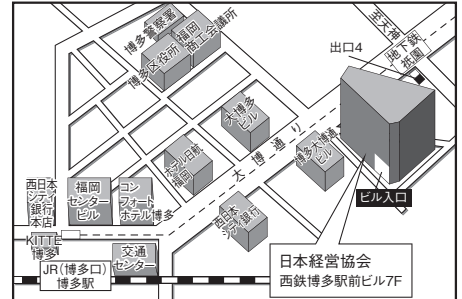 博多警察署
博多区役所
福岡
商工会議所
至天神
地下鉄
祇園
出口4
大博多
ビル
大博通り
ホテル日航
福岡
博多大博通
ビル
西日本
シティ
銀行
本店
福岡
センター
ビル
コン
フォート
ホテル博多
西日本
シティ銀行
ビル入口
KITTE
博多
交通
センター
JR(博多口)
博多駅
日本経営協会
西鉄博多駅前ビル7F